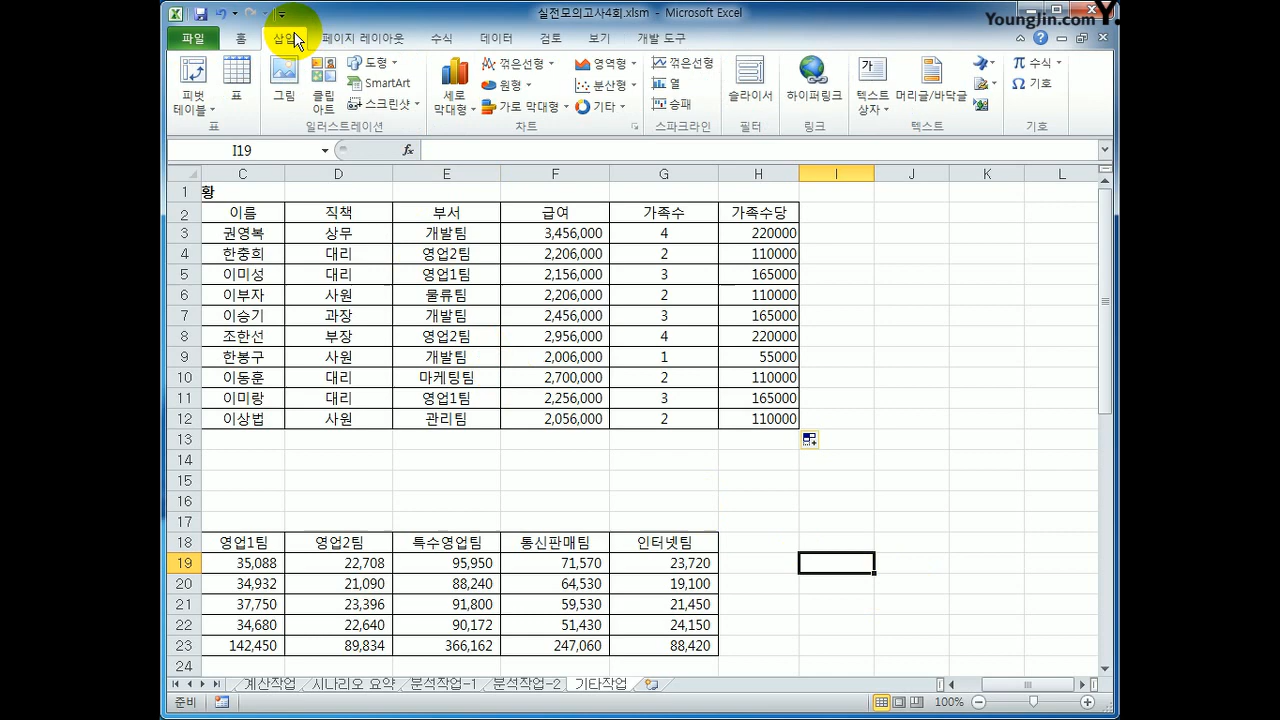 실전모의고사4회.xlsm - Microsoft Excel
YoungJin.com Y.
파일 홈 삽입 페이지 레이아웃 수식 데이터 검토 보기 개발 도구
피벗 테이블 표 그림 클립 아트 도형 SmartArt 스크린샷 세로 막대형 꺾은선형 원형 가로 막대형 영역형 분산형 기타 꺾은선형 열 승패 슬라이서 하이퍼링크 텍스트 상자 머리글/바닥글 π 수식 Ω 기호
표 일러스트레이션 차트 스파크라인 필터 링크 텍스트 기호
I19 fx
C D E F G H I J K L
1 황
2 이름 직책 부서 급여 가족수 가족수당
3 권영복 상무 개발팀 3,456,000 4 220000
4 한충희 대리 영업2팀 2,206,000 2 110000
5 이미성 대리 영업1팀 2,156,000 3 165000
6 이부자 사원 물류팀 2,206,000 2 110000
7 이승기 과장 개발팀 2,456,000 3 165000
8 조한선 부장 영업2팀 2,956,000 4 220000
9 한봉구 사원 개발팀 2,006,000 1 55000
10 이동훈 대리 마케팅팀 2,700,000 2 110000
11 이미랑 대리 영업1팀 2,256,000 3 165000
12 이상법 사원 관리팀 2,056,000 2 110000
13
14
15
16
17
18 영업1팀 영업2팀 특수영업팀 통신판매팀 인터넷팀
19 35,088 22,708 95,950 71,570 23,720
20 34,932 21,090 88,240 64,530 19,100
21 37,750 23,396 91,800 59,530 21,450
22 34,680 22,640 90,172 51,430 24,150
23 142,450 89,834 366,162 247,060 88,420
24
계산작업 시나리오 요약 분석작업-1 분석작업-2 기타작업
준비 100%